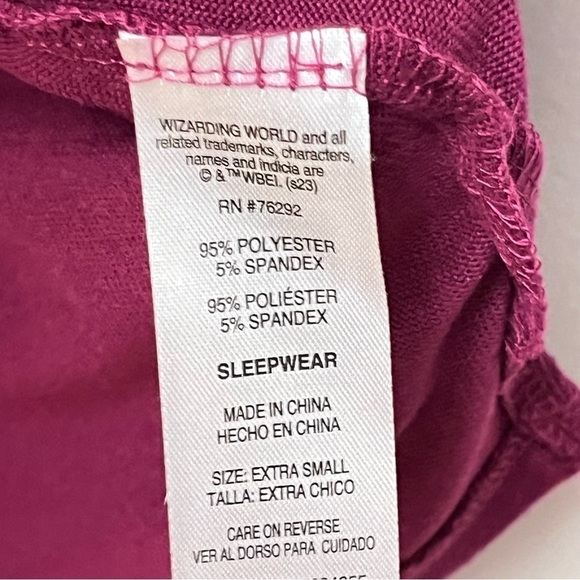 WIZARDING WORLD and all
related trademarks, characters,
names and indicia are
© & ™WBEI. (s23)
RN #76292
95% POLYESTER
5% SPANDEX
95% POLIÉSTER
5% SPANDEX
SLEEPWEAR
MADE IN CHINA
HECHO EN CHINA
SIZE: EXTRA SMALL
TALLA: EXTRA CHICO
CARE ON REVERSE
VER AL DORSO PARA CUIDADO